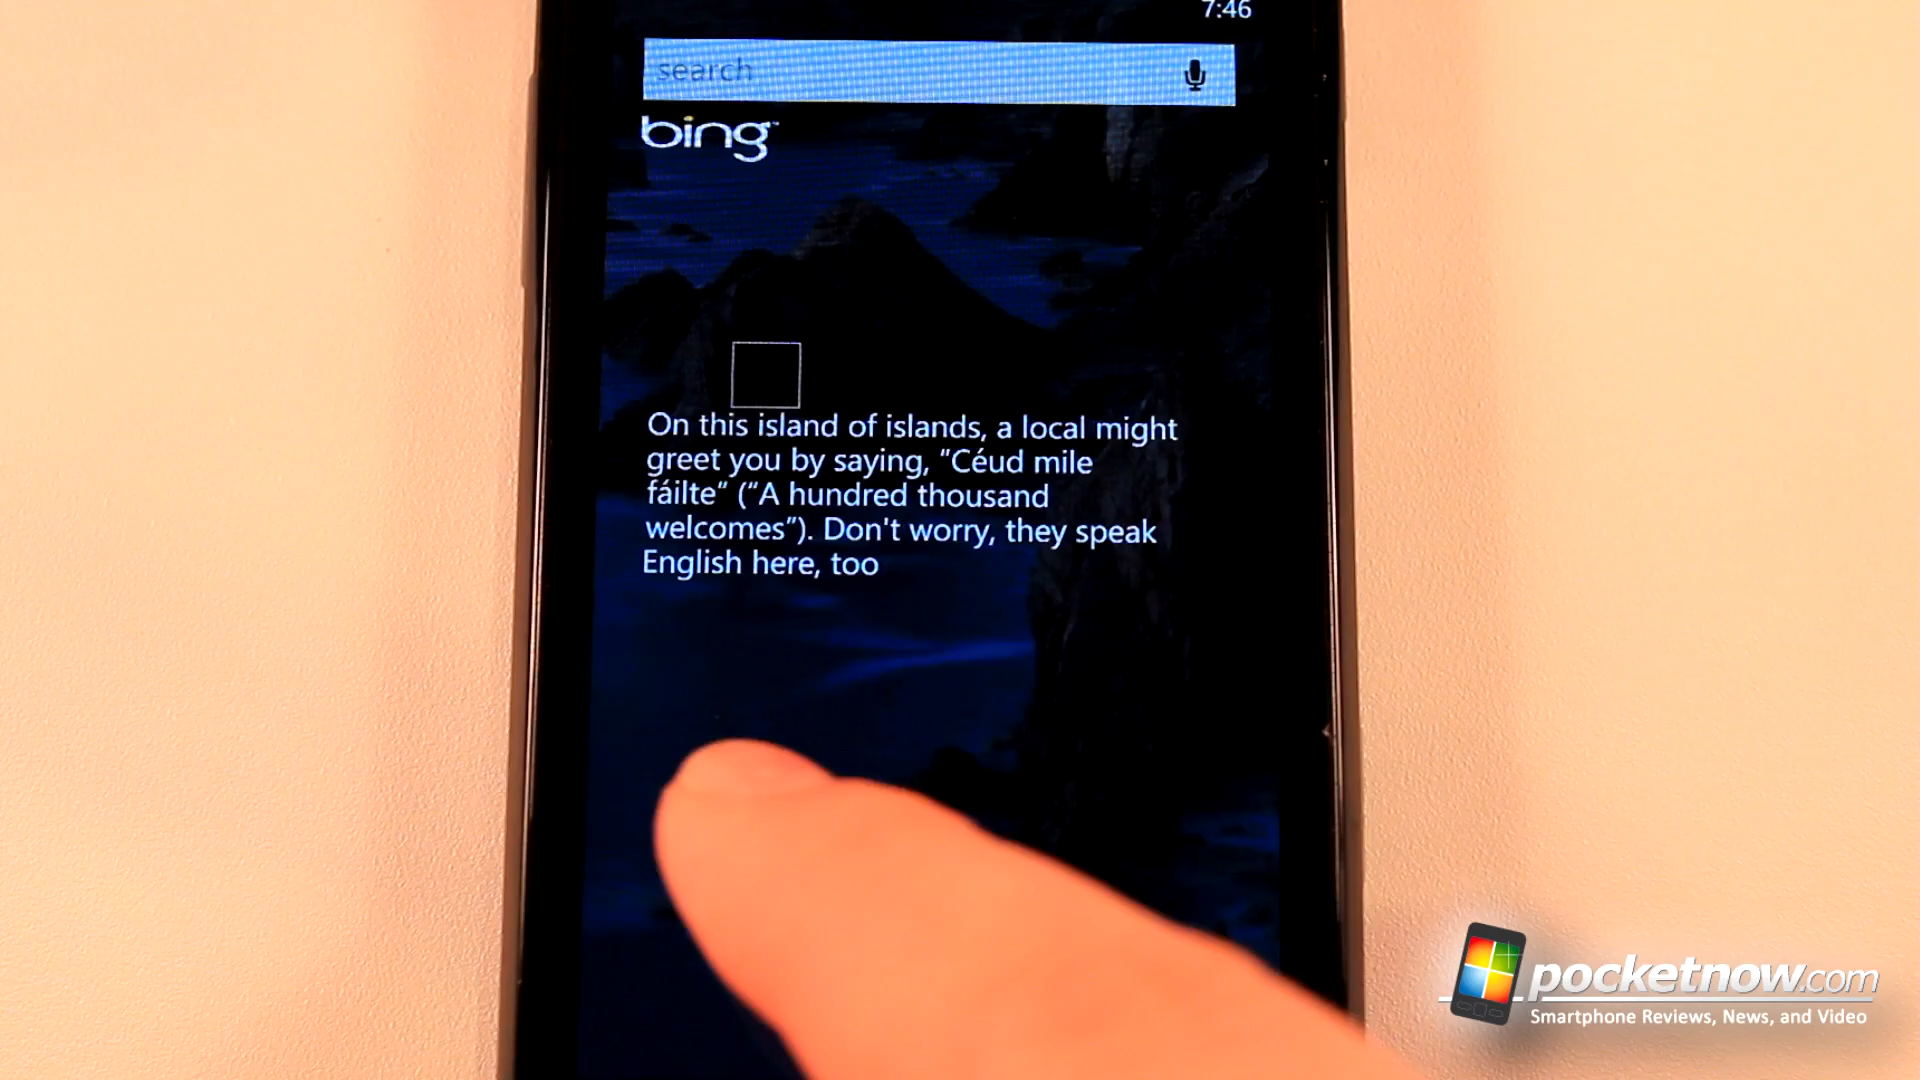 7:46
search
bing™
On this island of islands, a local might
greet you by saying, "Céud mile
fáilte" ("A hundred thousand
welcomes"). Don't worry, they speak
English here, too
pocketnow.com
Smartphone Reviews, News, and Video